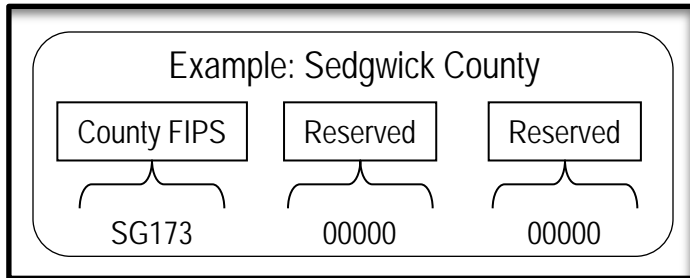 Example: Sedgwick County
County FIPS Reserved Reserved
SG173 00000 00000